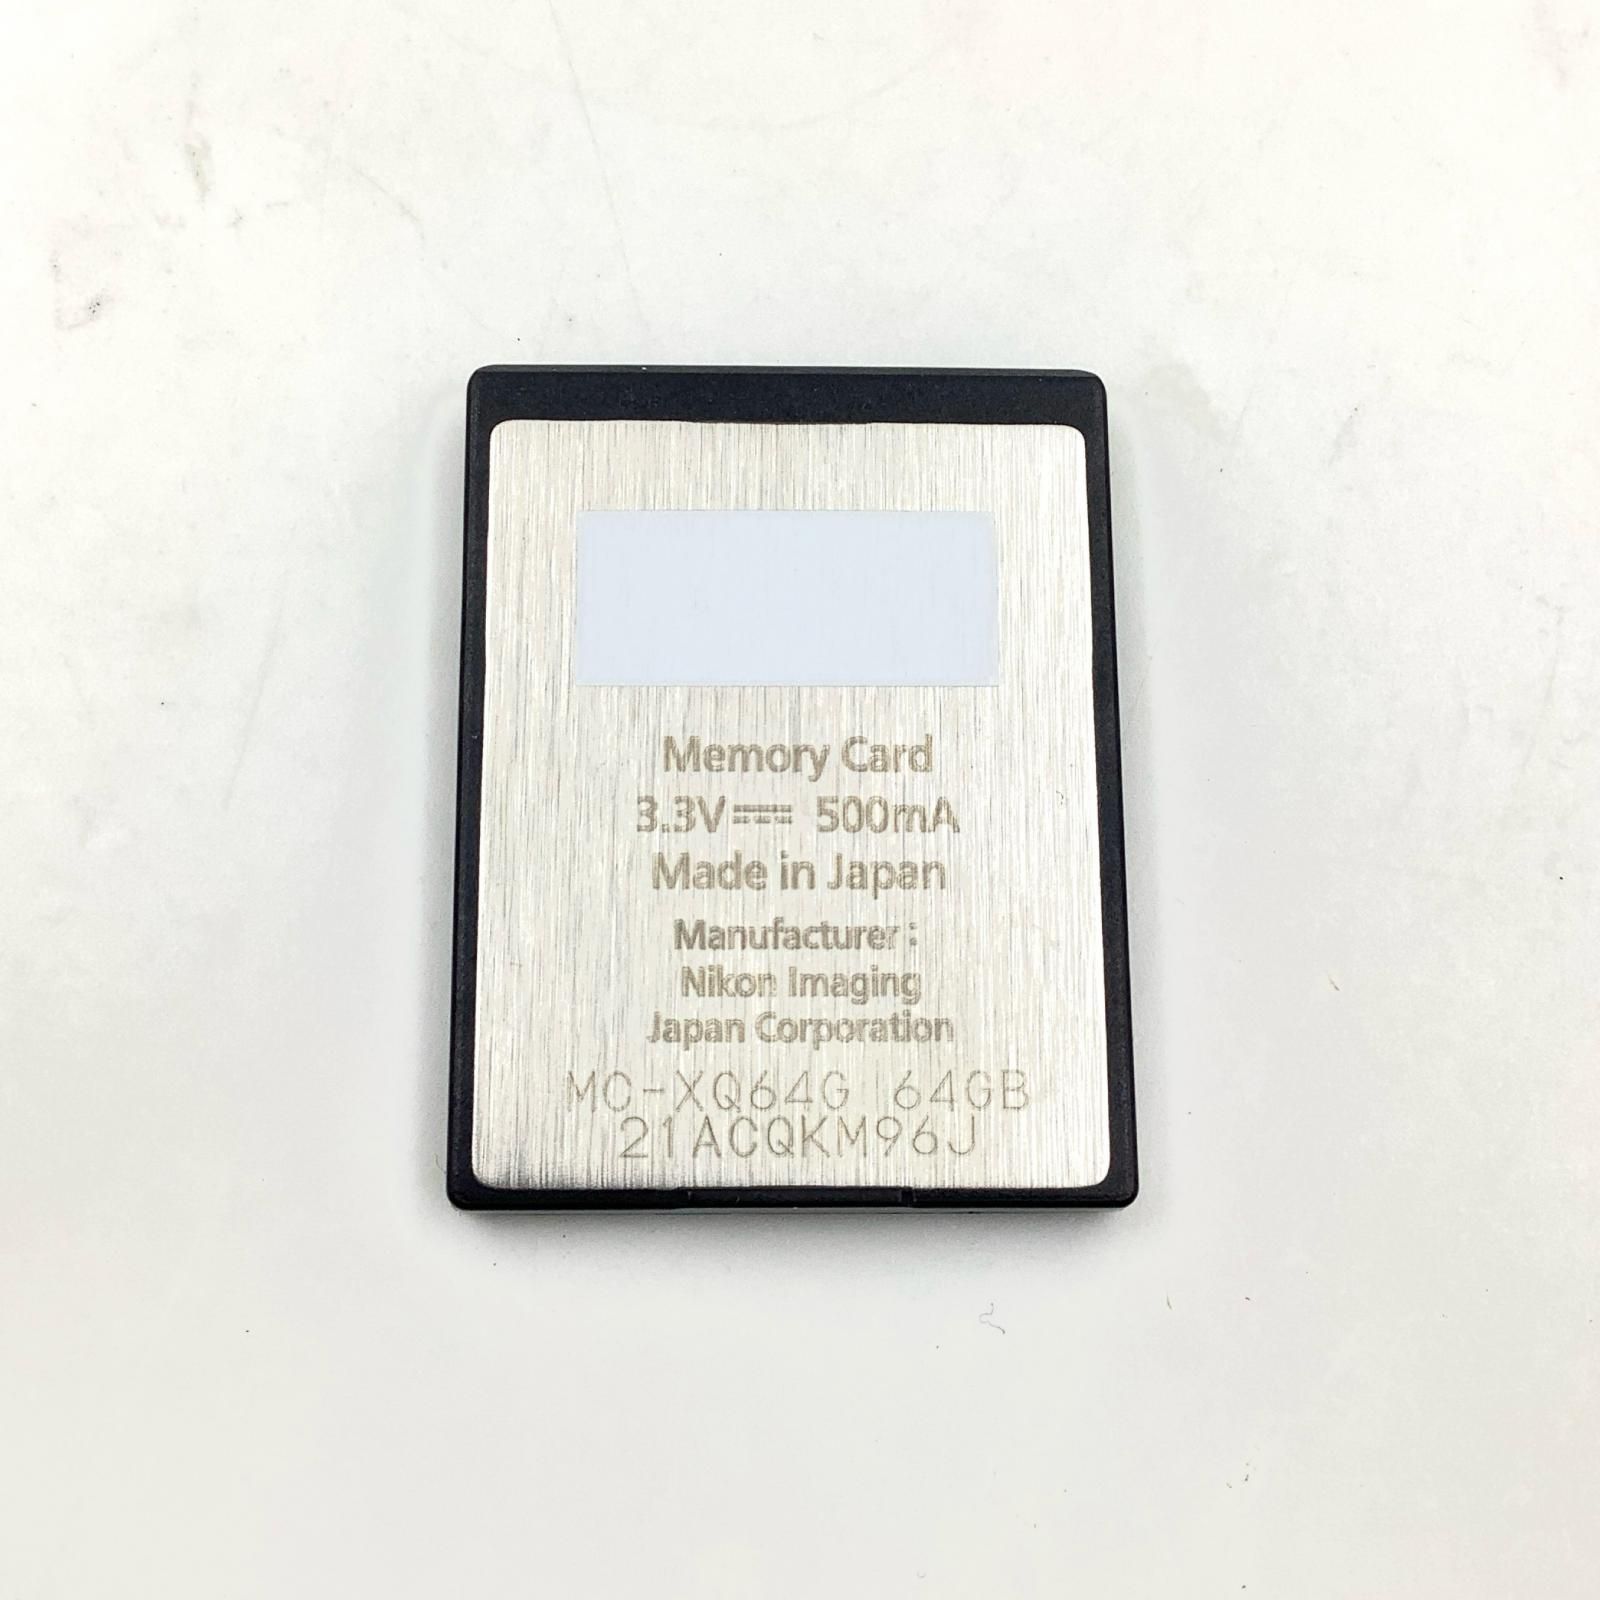 Memory Card
3.3V⎓ 500mA
Made in Japan
Manufacturer :
Nikon Imaging
Japan Corporation
MC-XQ64G 64GB
21ACQKM96J